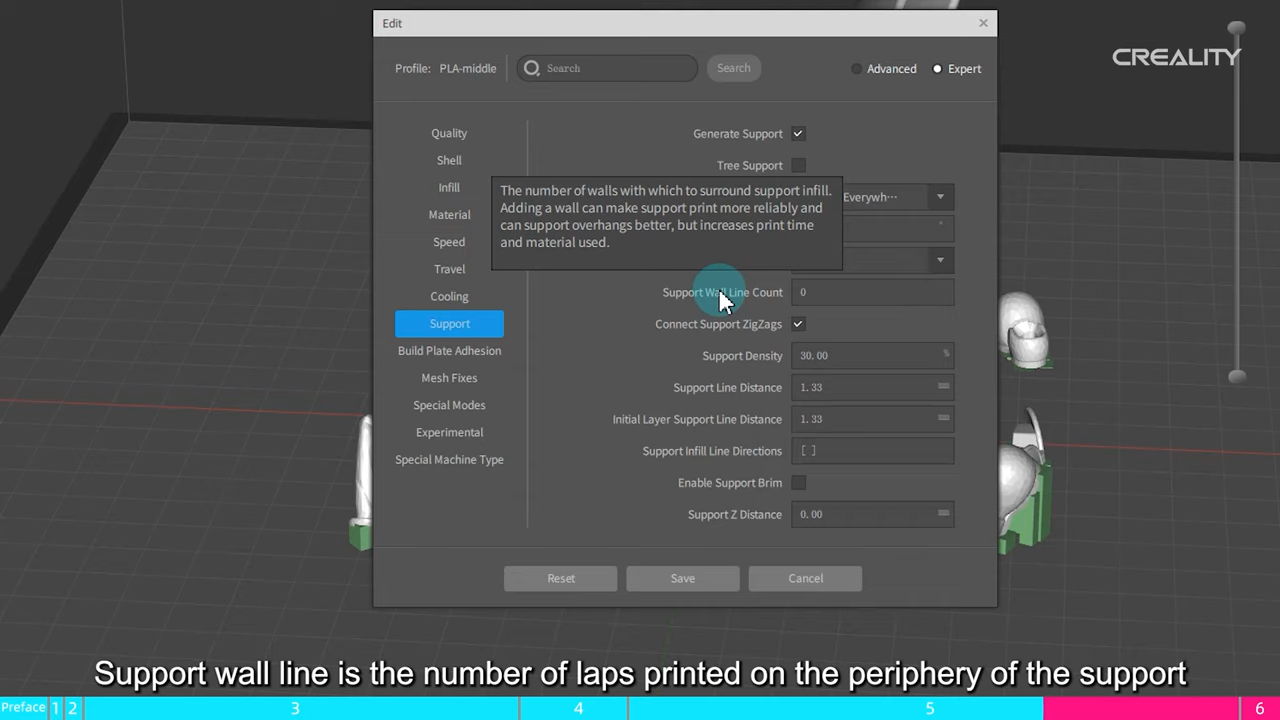 Edit
CREALITY
Profile: PLA-middle
Search
Search
Advanced
Expert
Quality
Shell
Infill
Material
Speed
Travel
Cooling
Support
Build Plate Adhesion
Mesh Fixes
Special Modes
Experimental
Special Machine Type
Generate Support
Tree Support
The number of walls with which to surround support infill.
Adding a wall can make support print more reliably and
can support overhangs better, but increases print time
and material used.
Everywh···
Support Wall Line Count 0
Connect Support ZigZags
Support Density 30.00 %
Support Line Distance 1.33
Initial Layer Support Line Distance 1.33
Support Infill Line Directions [ ]
Enable Support Brim
Support Z Distance 0.00
Reset
Save
Cancel
Support wall line is the number of laps printed on the periphery of the support
Preface 1 2 3 4 5 6